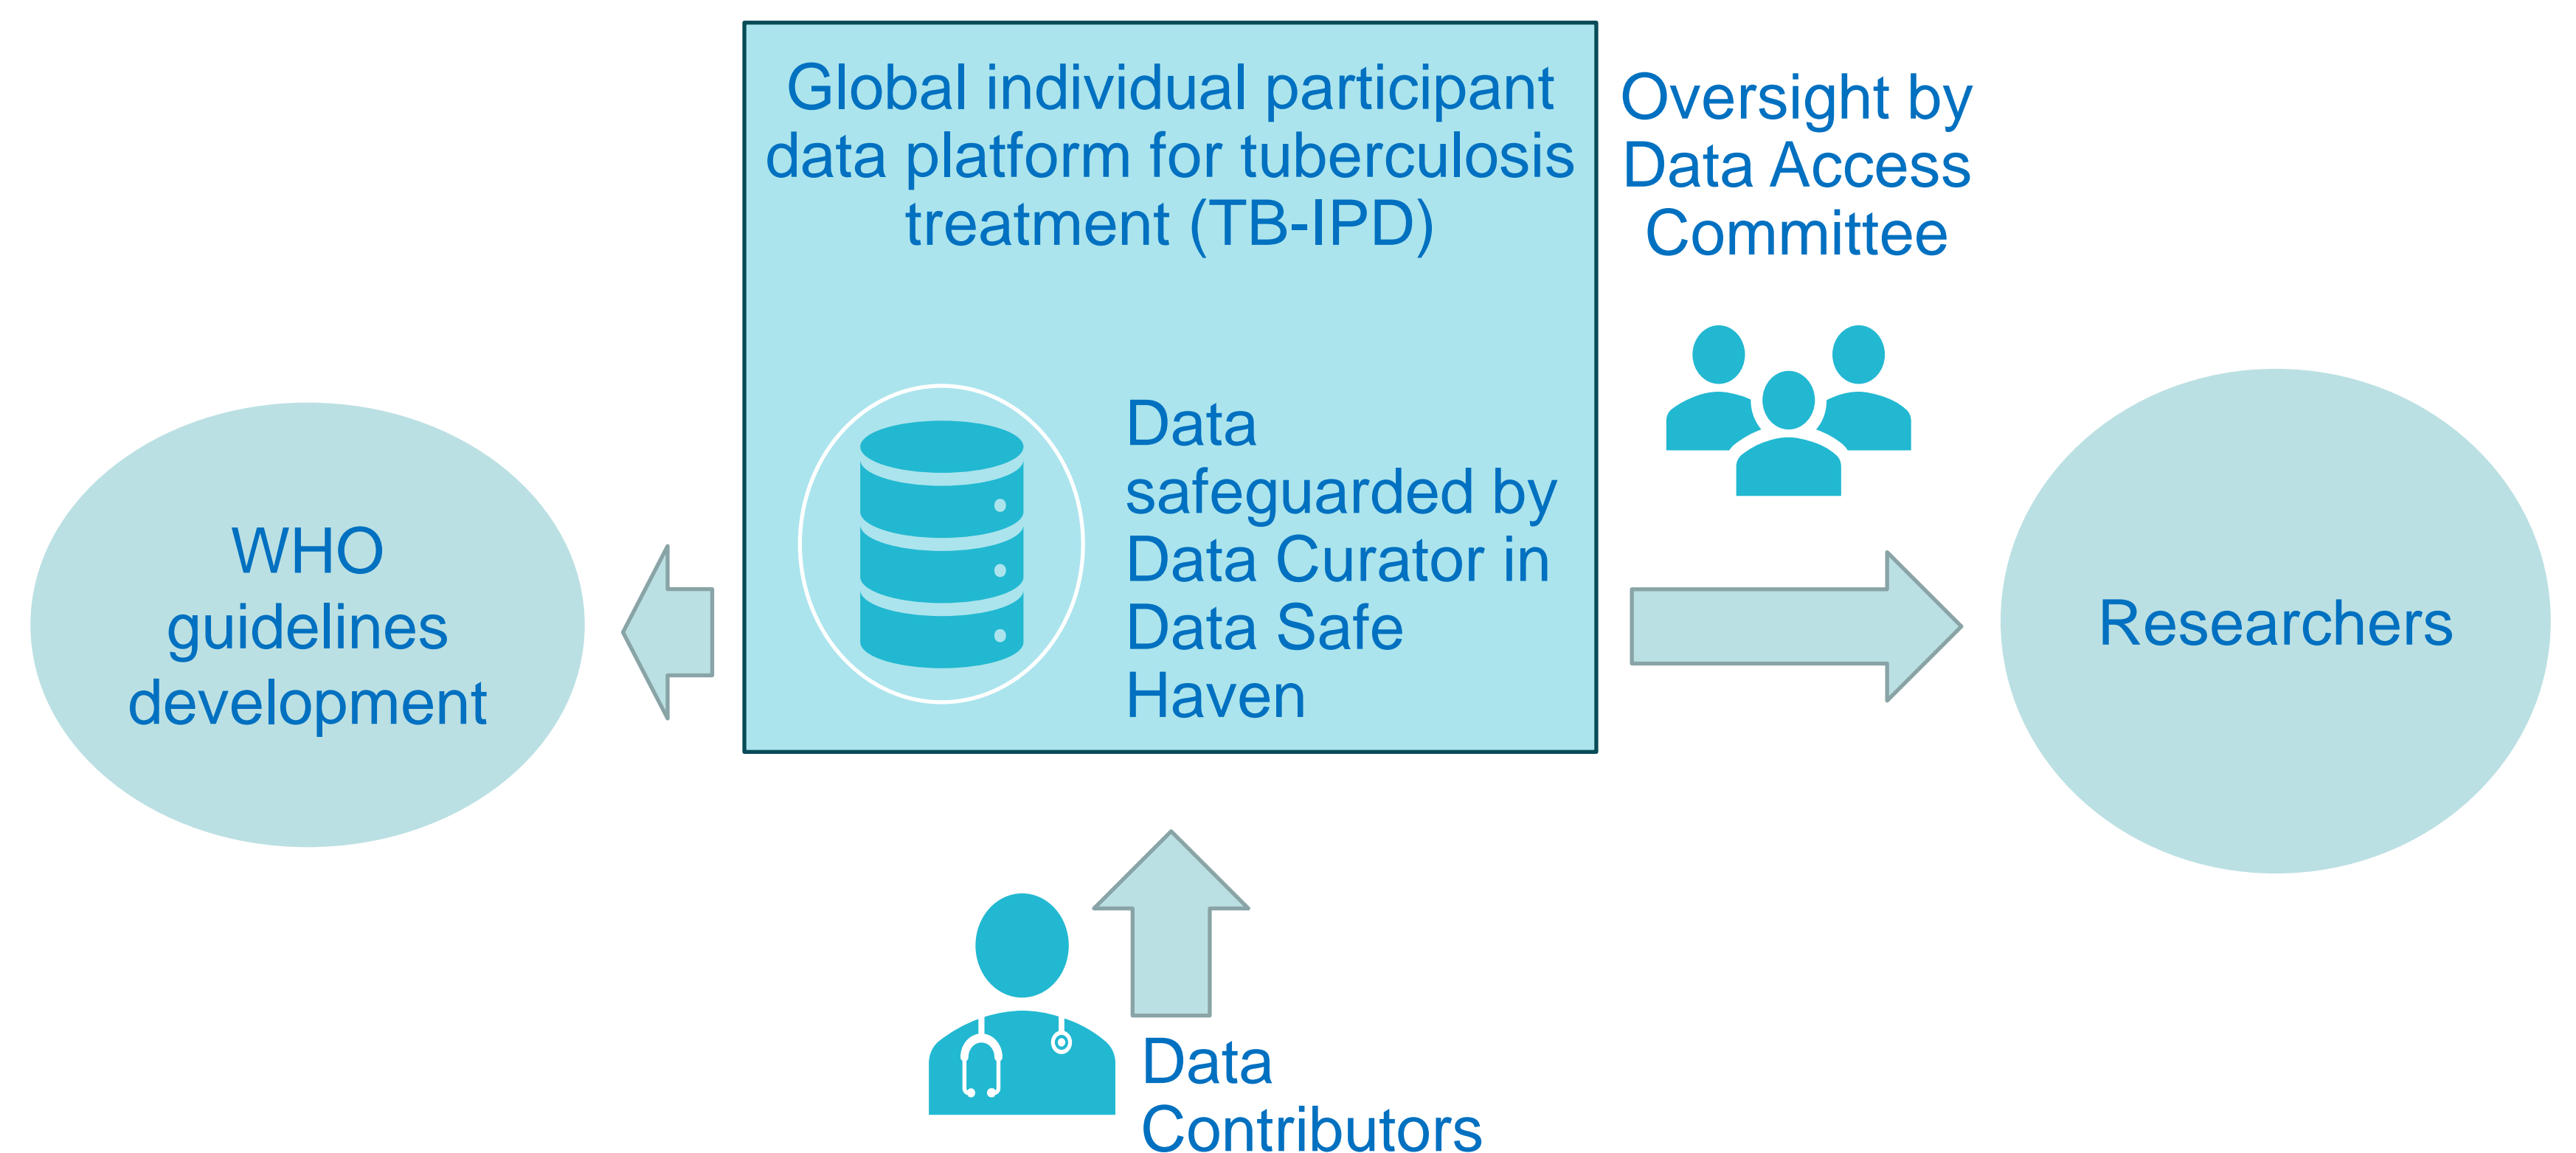 Global individual participant
data platform for tuberculosis
treatment (TB-IPD)
Data
safeguarded by
Data Curator in
Data Safe
Haven
Oversight by
Data Access
Committee
WHO
guidelines
development
Researchers
Data
Contributors